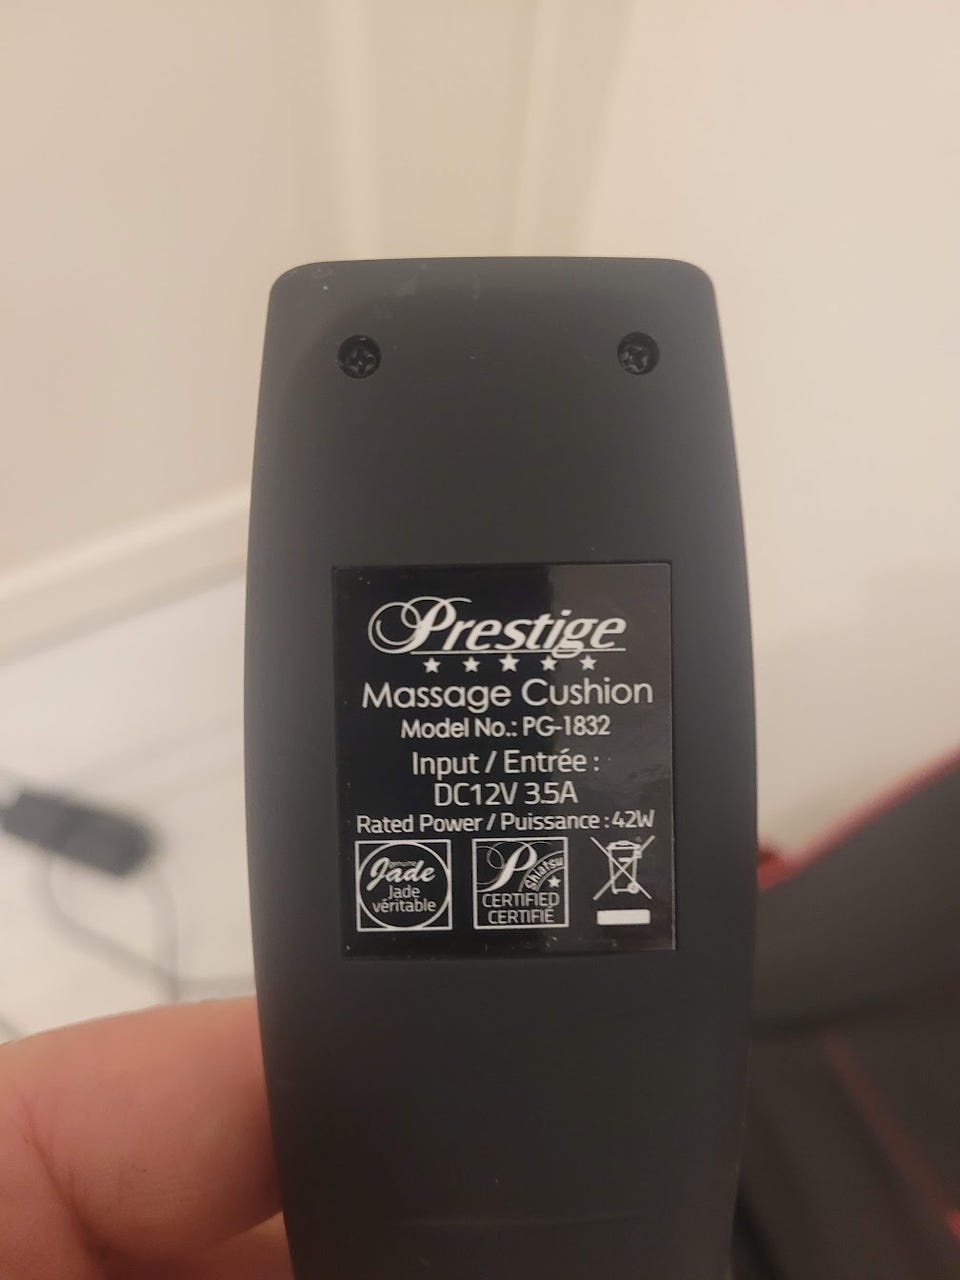 Prestige
Massage Cushion
Model No.: PG-1832
Input / Entrée :
DC12V 3.5A
Rated Power / Puissance : 42W
Genuine
Jade
Jade
véritable
P Shiatsu
CERTIFIED
CERTIFIÉ